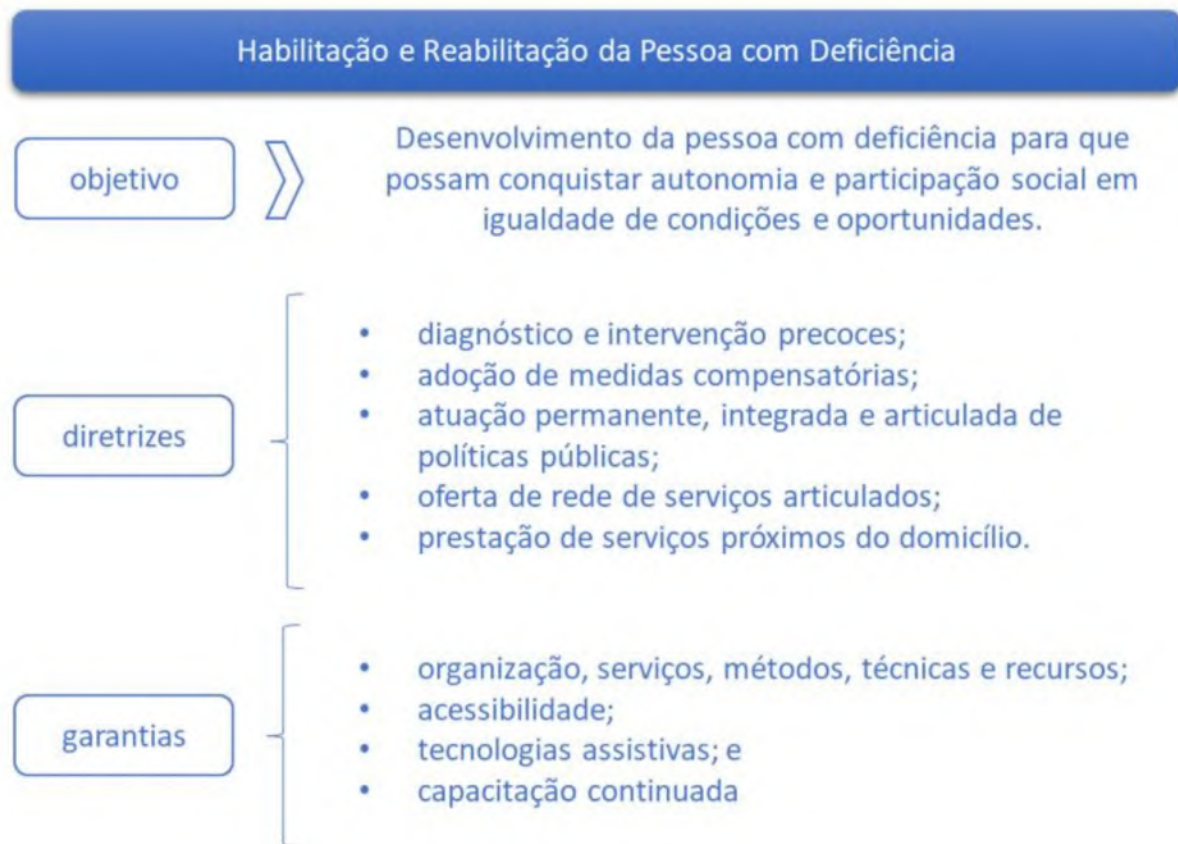 Habilitação e Reabilitação da Pessoa com Deficiência
objetivo
Desenvolvimento da pessoa com deficiência para que
possam conquistar autonomia e participação social em
igualdade de condições e oportunidades.
diretrizes
• diagnóstico e intervenção precoces;
• adoção de medidas compensatórias;
• atuação permanente, integrada e articulada de
políticas públicas;
• oferta de rede de serviços articulados;
• prestação de serviços próximos do domicílio.
garantias
• organização, serviços, métodos, técnicas e recursos;
• acessibilidade;
• tecnologias assistivas; e
• capacitação continuada